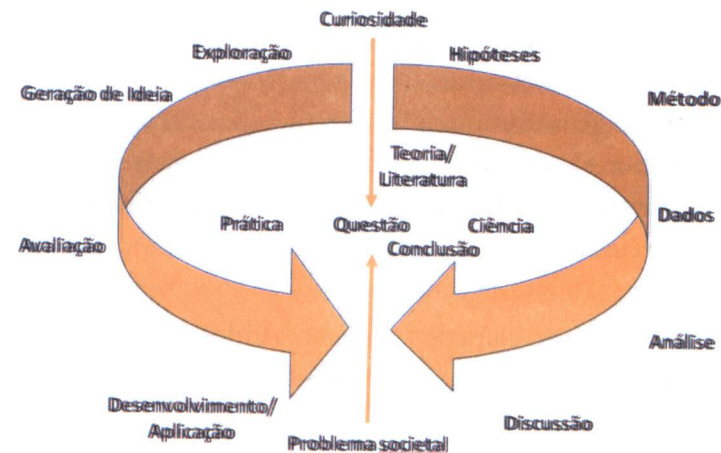 Curiosidade
Exploração
Hipóteses
Geração de Ideia
Método
Teoria/
Literatura
Dados
Prática
Questão
Ciência
Avaliação
Conclusão
Análise
Desenvolvimento/
Aplicação
Discussão
Problema societal